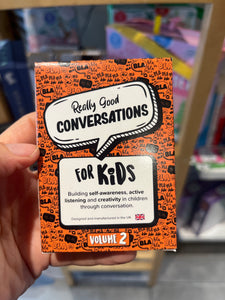 Really Good
CONVERSATIONS
FOR KiDS
Building self-awareness, active
listening and creativity in children
through conversation.
Designed and manufactured in the UK
VOLUME 2